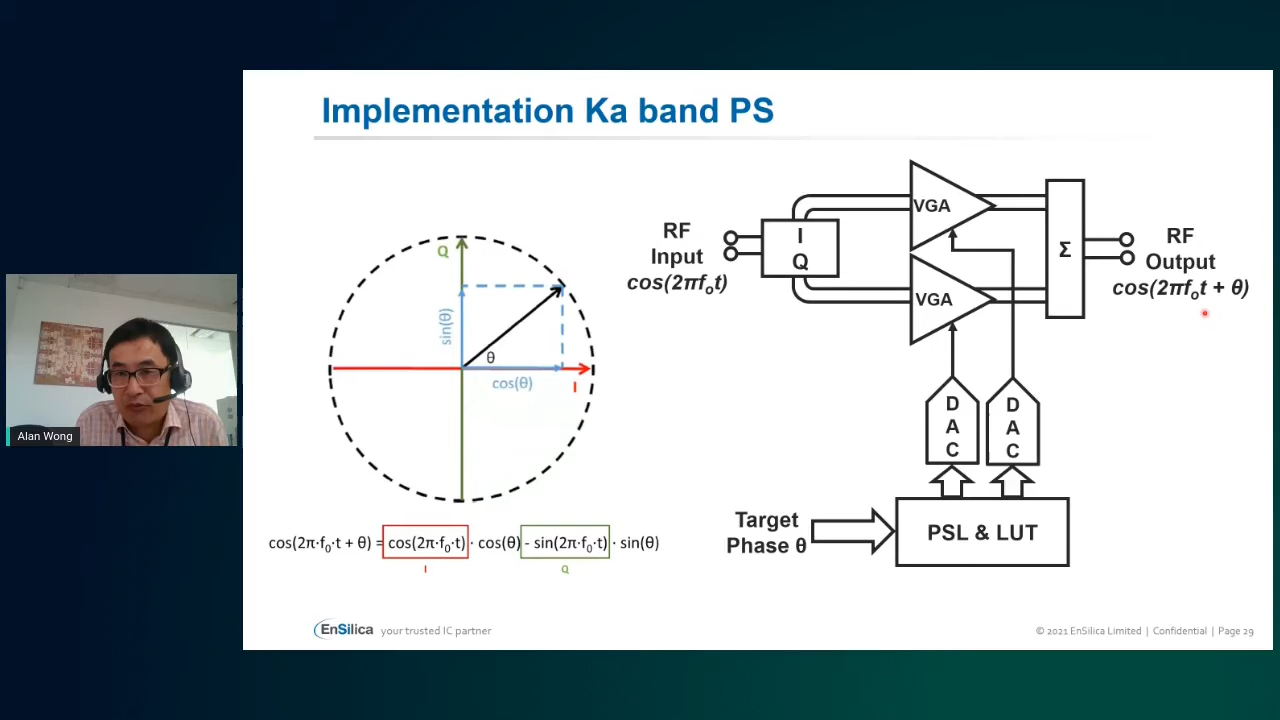 Implementation Ka band PS
Q
sin(θ)
θ
cos(θ)
I
cos(2π·f₀·t + θ) = cos(2π·f₀·t) · cos(θ) - sin(2π·f₀·t) · sin(θ)
I
Q
RF
Input
cos(2πf₀t)
I
Q
VGA
VGA
Σ
RF
Output
cos(2πf₀t + θ)
D
A
C
D
A
C
Target
Phase θ
PSL & LUT
EnSilica your trusted IC partner
© 2021 EnSilica Limited | Confidential | Page 29
Alan Wong